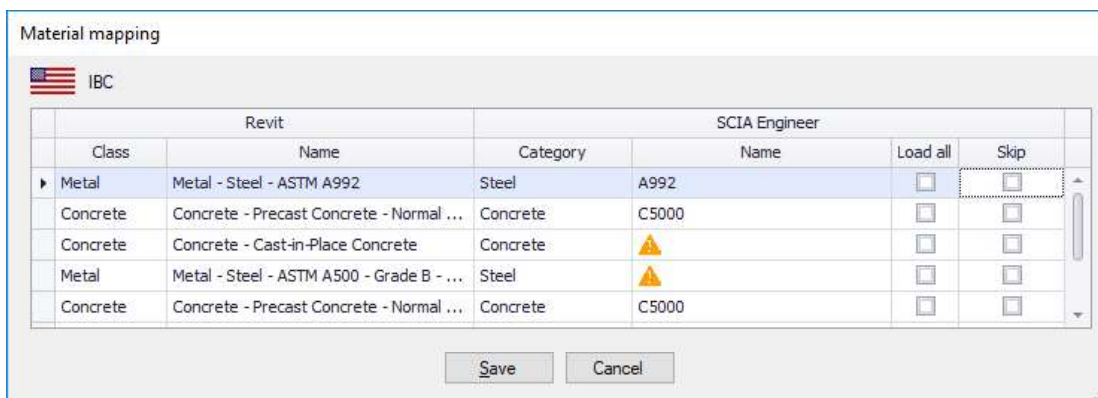 Material mapping
IBC
Revit SCIA Engineer
Class Name Category Name Load all Skip
Metal Metal - Steel - ASTM A992 Steel A992
Concrete Concrete - Precast Concrete - Normal ... Concrete C5000
Concrete Concrete - Cast-in-Place Concrete Concrete
Metal Metal - Steel - ASTM A500 - Grade B - ... Steel
Concrete Concrete - Precast Concrete - Normal ... Concrete C5000
Save Cancel